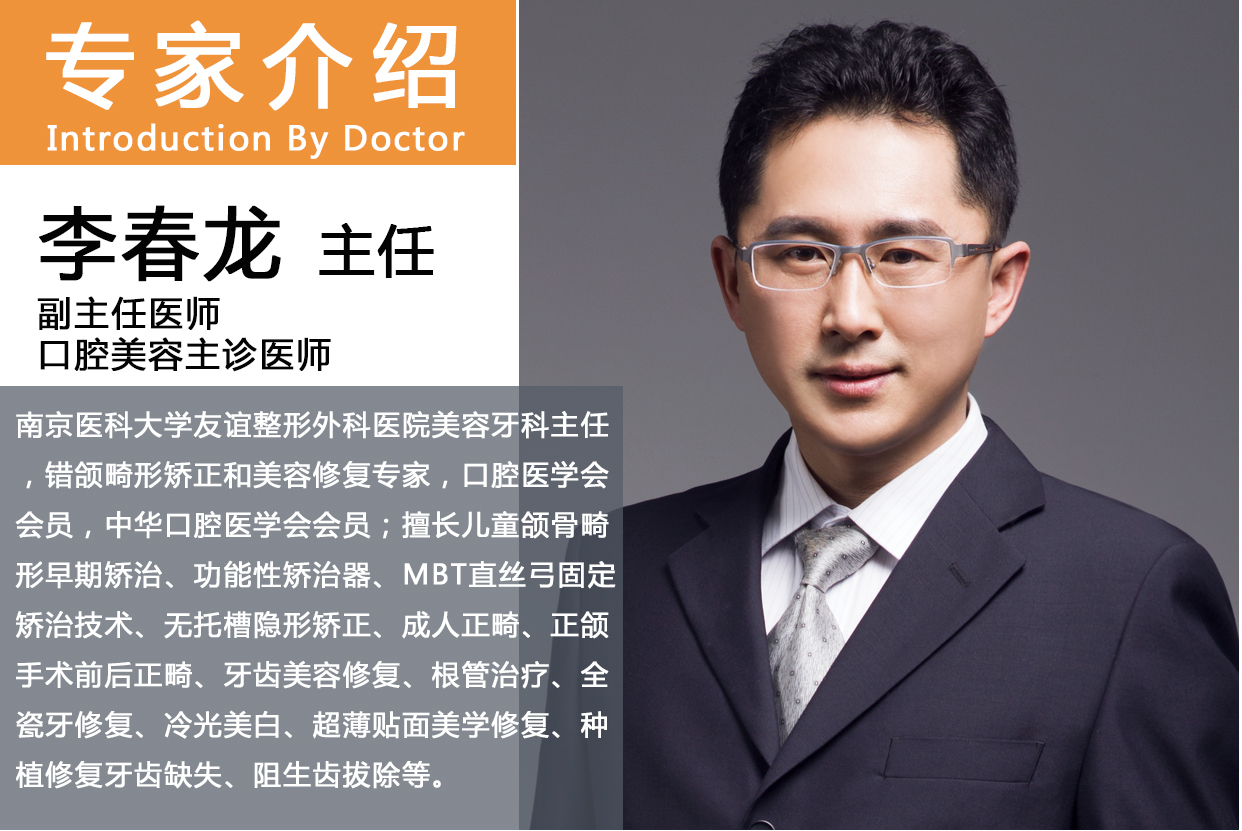 专家介绍
Introduction By Doctor
李春龙 主任
副主任医师
口腔美容主诊医师
南京医科大学友谊整形外科医院美容牙科主任
，错颌畸形矫正和美容修复专家，口腔医学会
会员，中华口腔医学会会员；擅长儿童颌骨畸
形早期矫治、功能性矫治器、MBT直丝弓固定
矫治技术、无托槽隐形矫正、成人正畸、正颌
手术前后正畸、牙齿美容修复、根管治疗、全
瓷牙修复、冷光美白、超薄贴面美学修复、种
植修复牙齿缺失、阻生齿拔除等。